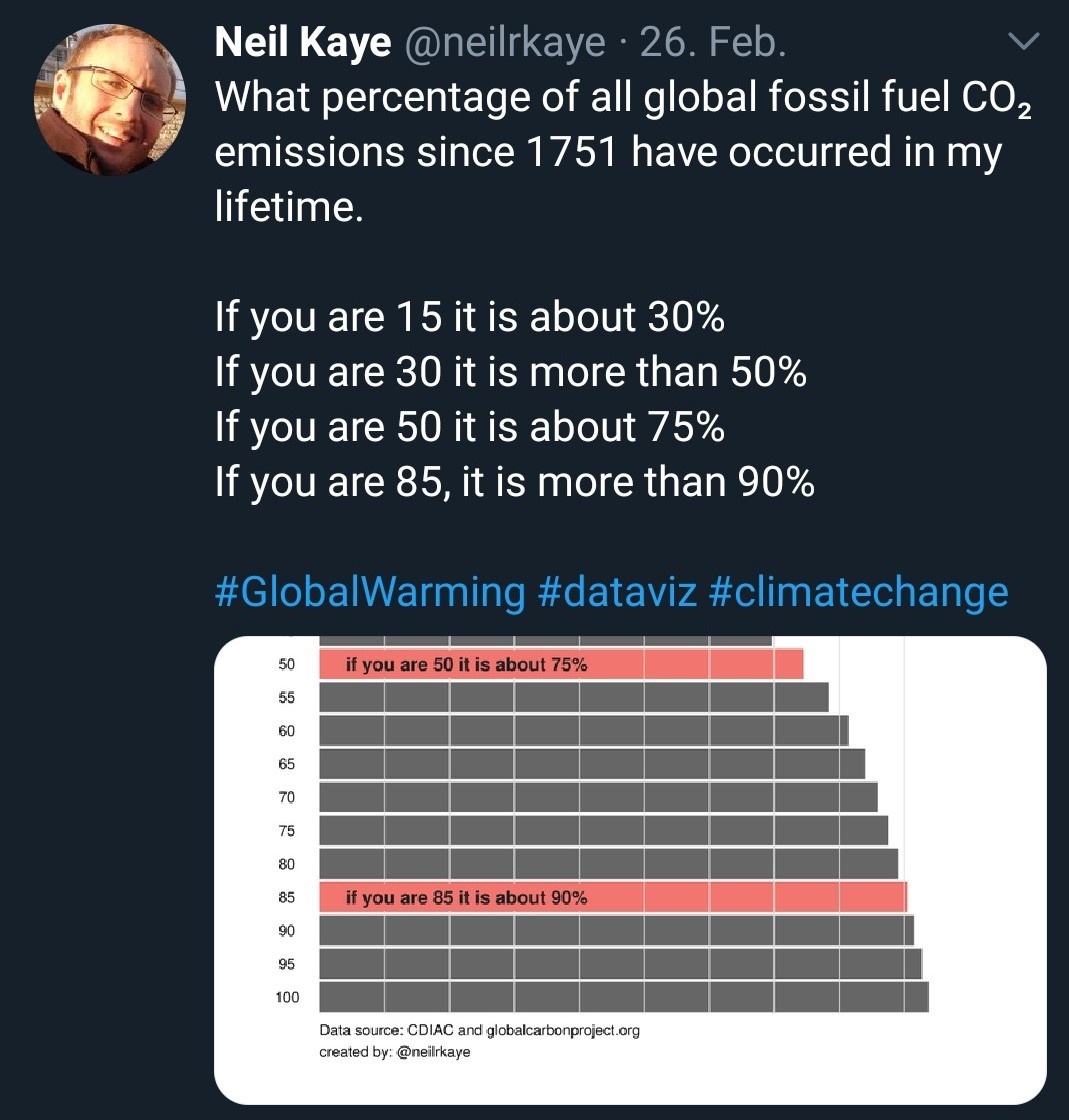 Neil Kaye @neilrkaye · 26. Feb.
What percentage of all global fossil fuel CO₂
emissions since 1751 have occurred in my
lifetime.
If you are 15 it is about 30%
If you are 30 it is more than 50%
If you are 50 it is about 75%
If you are 85, it is more than 90%
#GlobalWarming #dataviz #climatechange
50 if you are 50 it is about 75%
55
60
65
70
75
80
85 if you are 85 it is about 90%
90
95
100
Data source: CDIAC and globalcarbonproject.org
created by: @neilrkaye